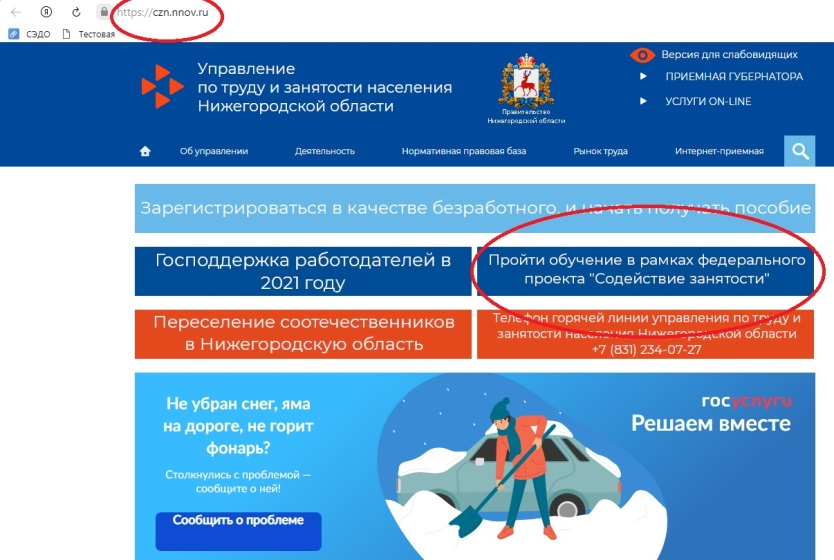 https://czn.nnov.ru
СЭДО Тестовая
Управление
по труду и занятости населения
Нижегородской области
Правительство
Нижегородской области
Версия для слабовидящих
ПРИЕМНАЯ ГУБЕРНАТОРА
УСЛУГИ ON-LINE
Об управлении Деятельность Нормативная правовая база Рынок труда Интернет-приемная
Зарегистрироваться в качестве безработного, и начать получать пособие
Господдержка работодателей в
2021 году
Пройти обучение в рамках федерального
проекта "Содействие занятости"
Переселение соотечественников
в Нижегородскую область
Телефон горячей линии управления по труду и
занятости населения Нижегородской области
+7 (831) 234-07-27
Не убран снег, яма
на дороге, не горит
фонарь?
Столкнулись с проблемой —
сообщите о ней!
Сообщить о проблеме
госуслуги
Решаем вместе